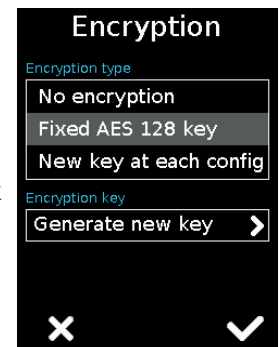 Encryption
Encryption type
No encryption
Fixed AES 128 key
New key at each config
Encryption key
Generate new key